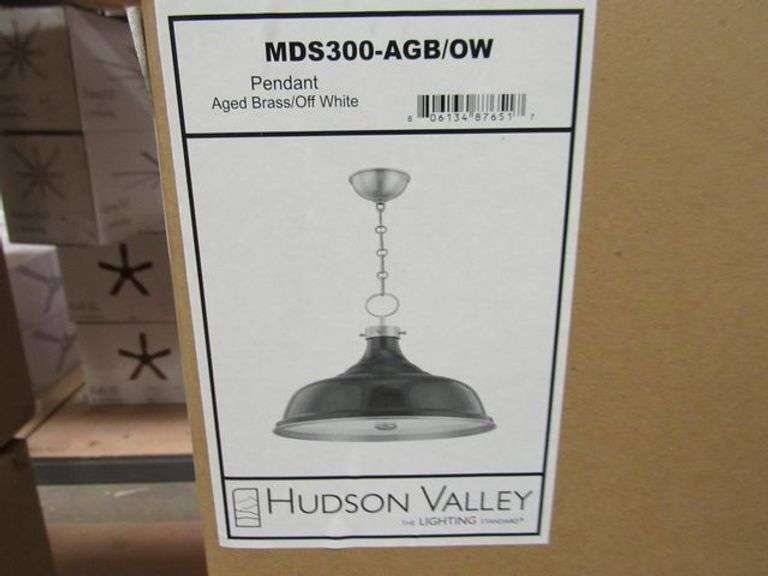 MDS300-AGB/OW
Pendant
Aged Brass/Off White
8 06134 87651 7
HUDSON VALLEY
THE LIGHTING STANDARD®